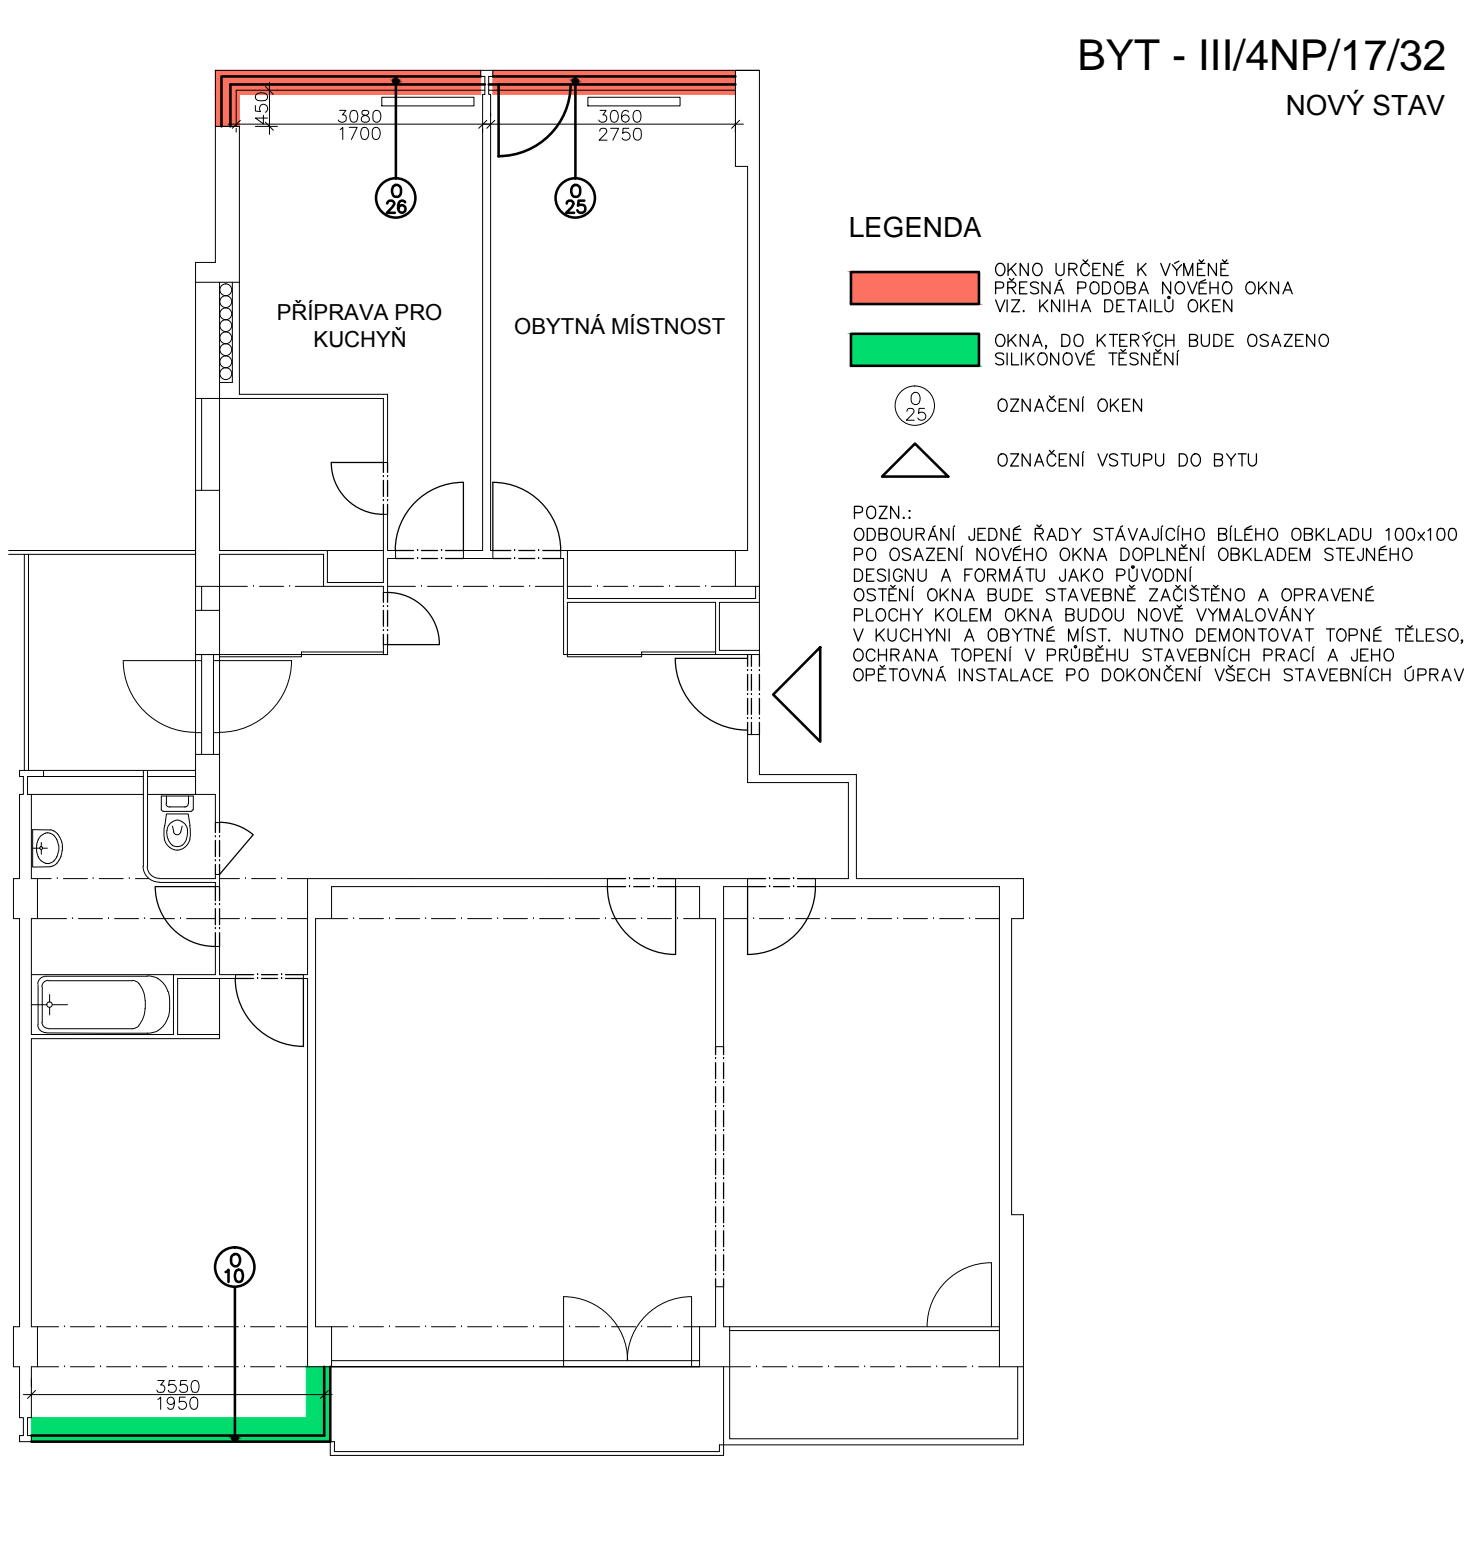 BYT - III/4NP/17/32
NOVÝ STAV
450
3080
1700
3060
2750
O
26
O
25
PŘÍPRAVA PRO
KUCHYŇ
OBYTNÁ MÍSTNOST
LEGENDA
OKNO URČENÉ K VÝMĚNĚ
PŘESNÁ PODOBA NOVÉHO OKNA
VIZ. KNIHA DETAILŮ OKEN
OKNA, DO KTERÝCH BUDE OSAZENO
SILIKONOVÉ TĚSNĚNÍ
O
25
OZNAČENÍ OKEN
OZNAČENÍ VSTUPU DO BYTU
POZN.:
ODBOURÁNÍ JEDNÉ ŘADY STÁVAJÍCÍHO BÍLÉHO OBKLADU 100x100
PO OSAZENÍ NOVÉHO OKNA DOPLNĚNÍ OBKLADEM STEJNÉHO
DESIGNU A FORMÁTU JAKO PŮVODNÍ
OSTĚNÍ OKNA BUDE STAVEBNĚ ZAČIŠTĚNO A OPRAVENÉ
PLOCHY KOLEM OKNA BUDOU NOVĚ VYMALOVÁNY
V KUCHYNI A OBYTNÉ MÍST. NUTNO DEMONTOVAT TOPNÉ TĚLESO,
OCHRANA TOPENÍ V PRŮBĚHU STAVEBNÍCH PRACÍ A JEHO
OPĚTOVNÁ INSTALACE PO DOKONČENÍ VŠECH STAVEBNÍCH ÚPRAV
O
10
3550
1950